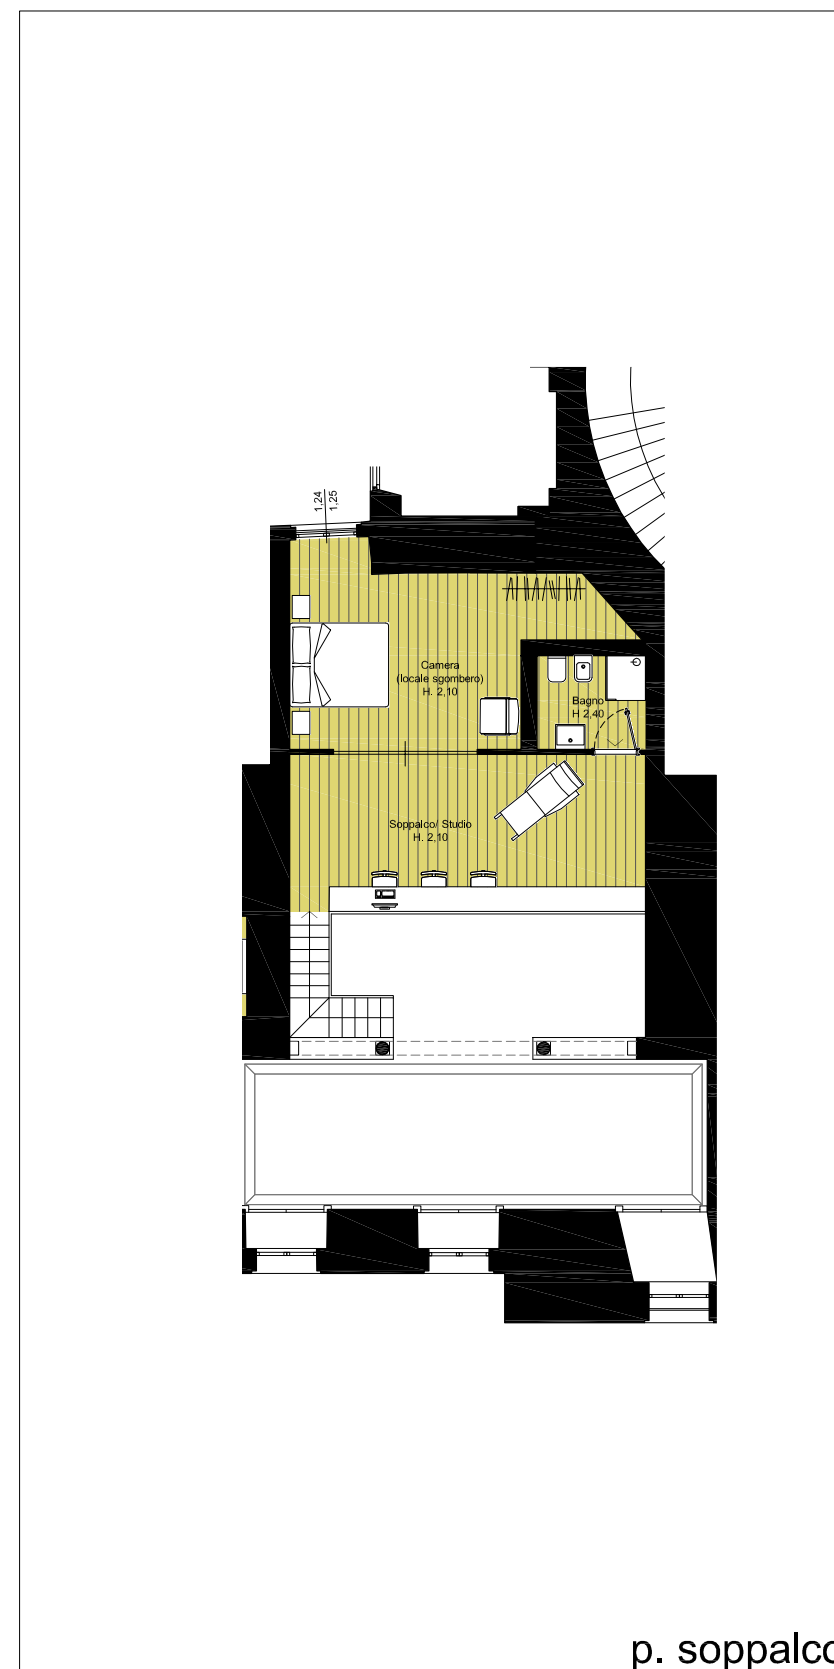 1,24
1,25
Camera
(locale sgombero)
H. 2,10
Bagno
H 2,40
Soppalco/ Studio
H. 2,10
p. soppalco